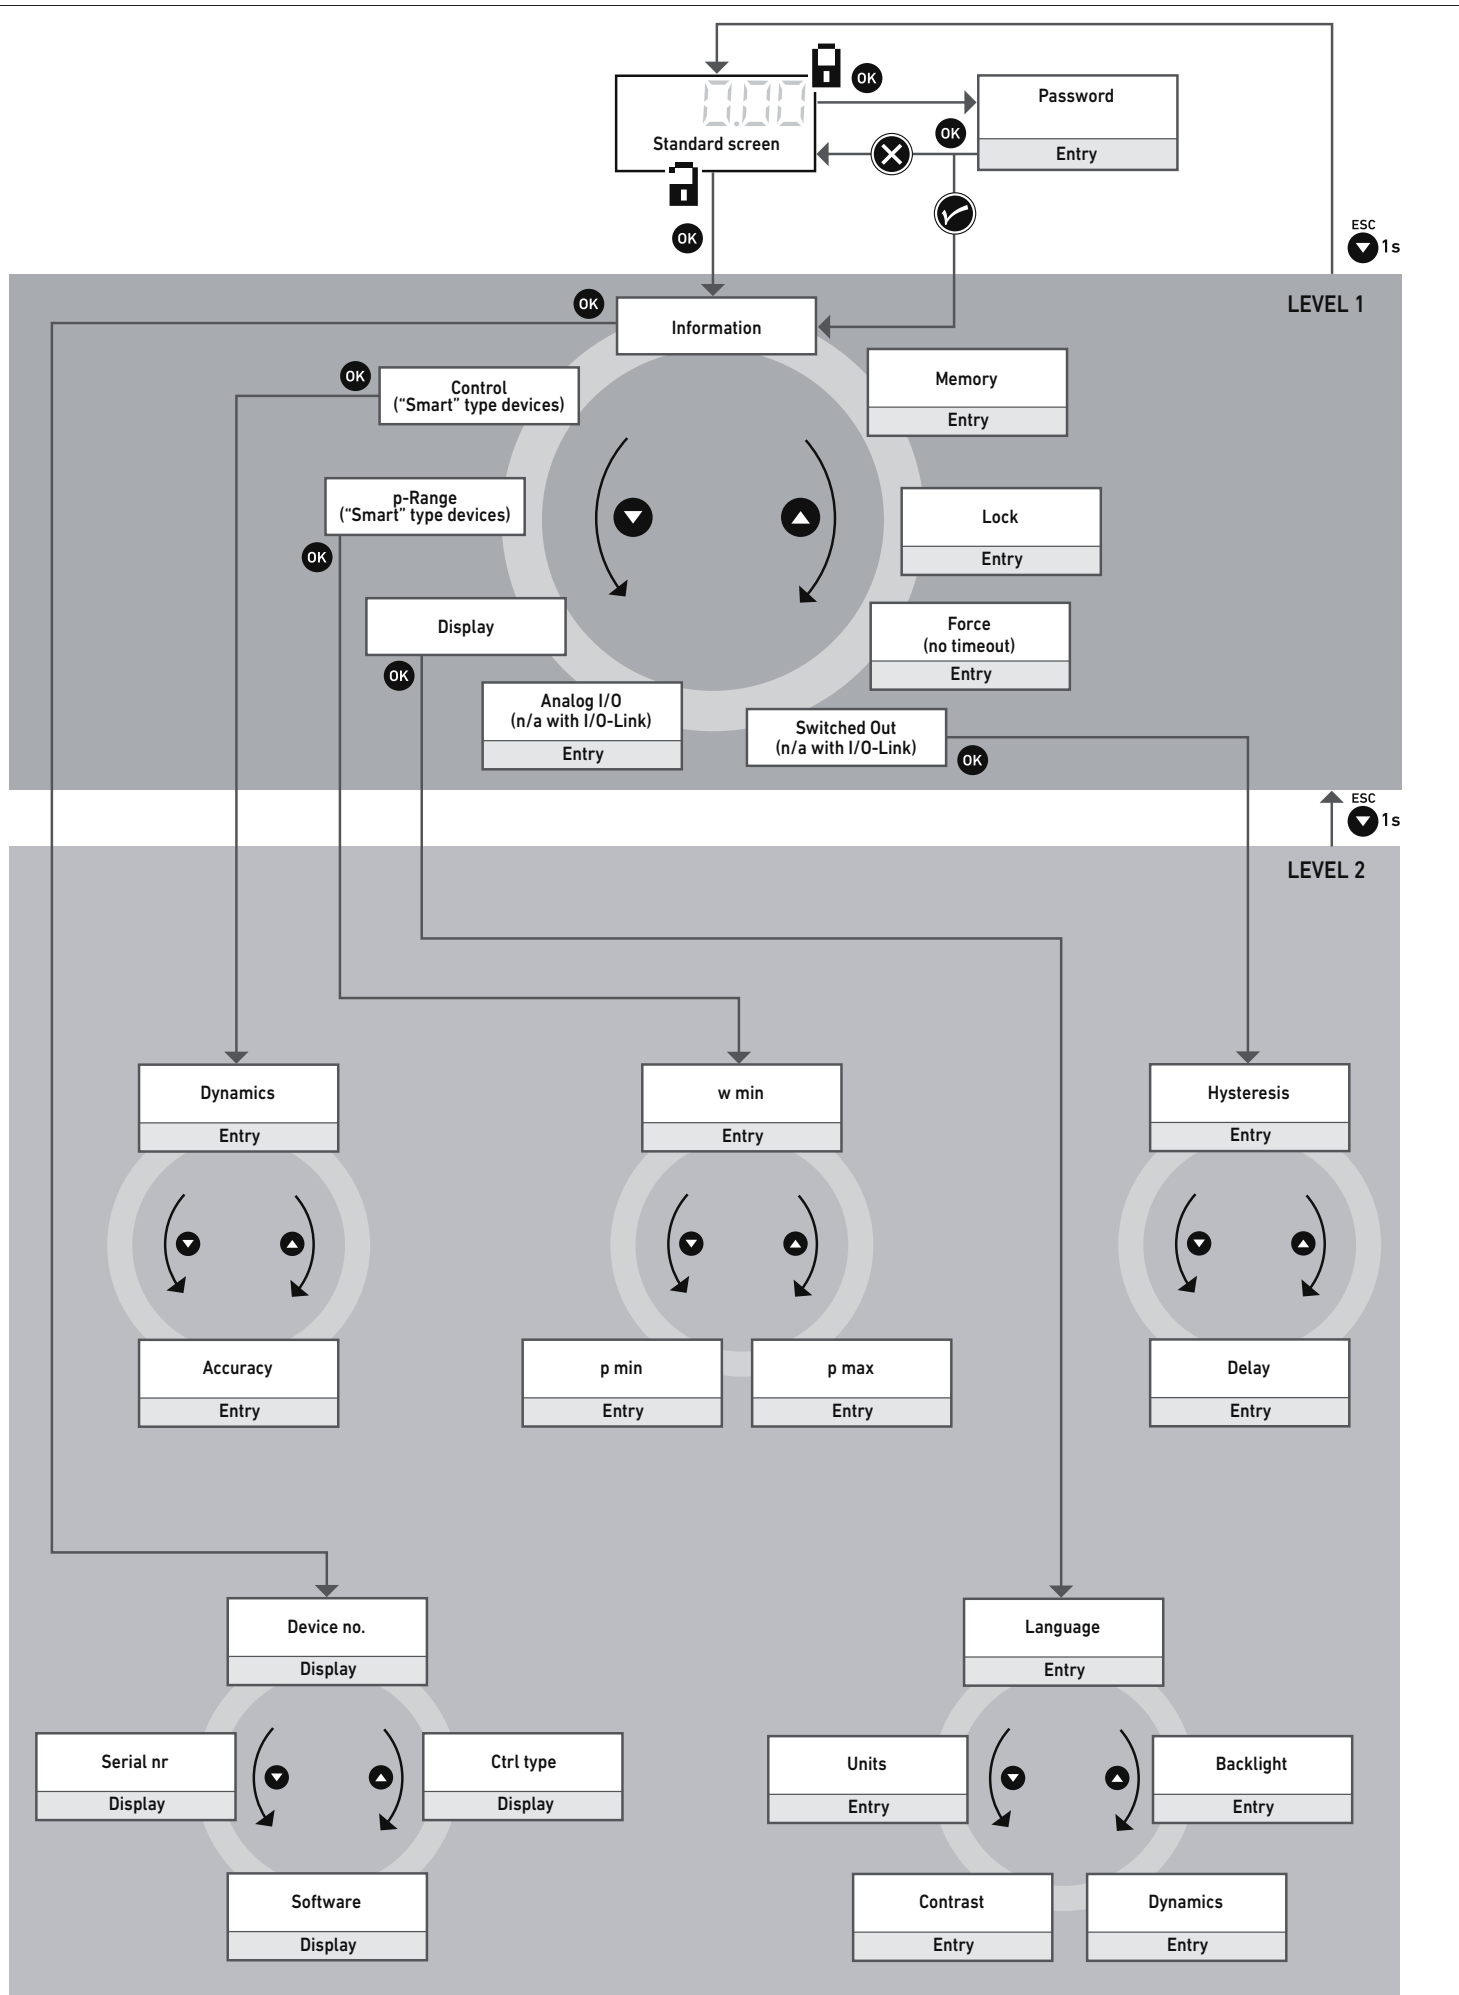 0.00
OK
Password
Standard screen
OK
Entry
OK
ESC
1s
LEVEL 1
OK
Information
OK
Control
(“Smart” type devices)
Memory
Entry
p-Range
(“Smart” type devices)
OK
Lock
Entry
Display
OK
Force
(no timeout)
Entry
Analog I/O
(n/a with I/O-Link)
Entry
Switched Out
(n/a with I/O-Link)
OK
ESC
1s
LEVEL 2
Dynamics
Entry
w min
Entry
Hysteresis
Entry
Accuracy
Entry
p min
Entry
p max
Entry
Delay
Entry
Device no.
Display
Language
Entry
Serial nr
Display
Ctrl type
Display
Units
Entry
Backlight
Entry
Software
Display
Contrast
Entry
Dynamics
Entry